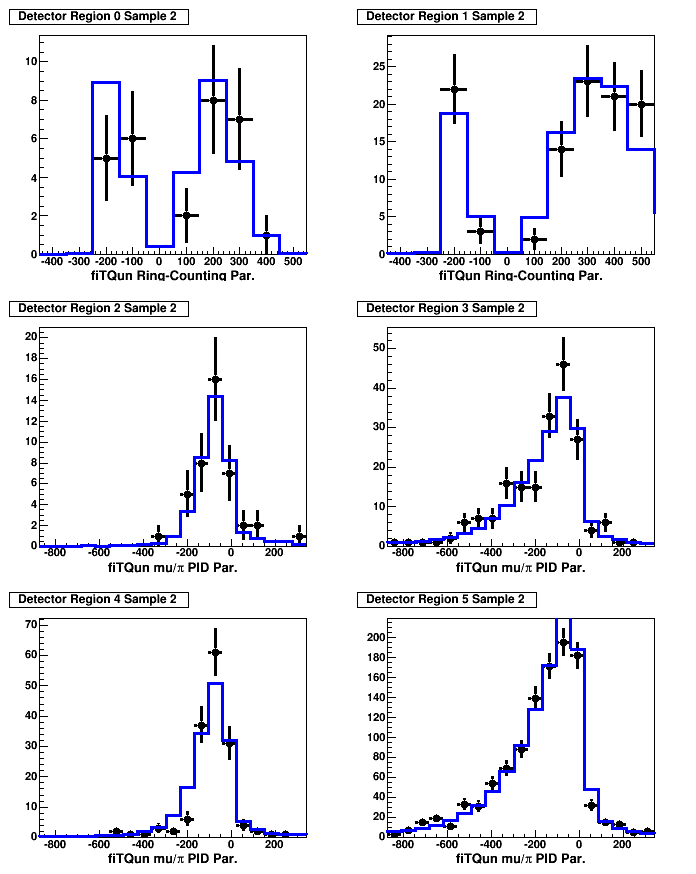 Detector Region 0 Sample 2
10
8
6
4
2
0
-400 -300 -200 -100 0 100 200 300 400 500
fiTQun Ring-Counting Par.
Detector Region 1 Sample 2
25
20
15
10
5
0
-400 -300 -200 -100 0 100 200 300 400 500
fiTQun Ring-Counting Par.
Detector Region 2 Sample 2
20
18
16
14
12
10
8
6
4
2
0
-800 -600 -400 -200 0 200
fiTQun mu/π PID Par.
Detector Region 3 Sample 2
50
40
30
20
10
0
-800 -600 -400 -200 0 200
fiTQun mu/π PID Par.
Detector Region 4 Sample 2
70
60
50
40
30
20
10
0
-800 -600 -400 -200 0 200
fiTQun mu/π PID Par.
Detector Region 5 Sample 2
200
180
160
140
120
100
80
60
40
20
0
-800 -600 -400 -200 0 200
fiTQun mu/π PID Par.